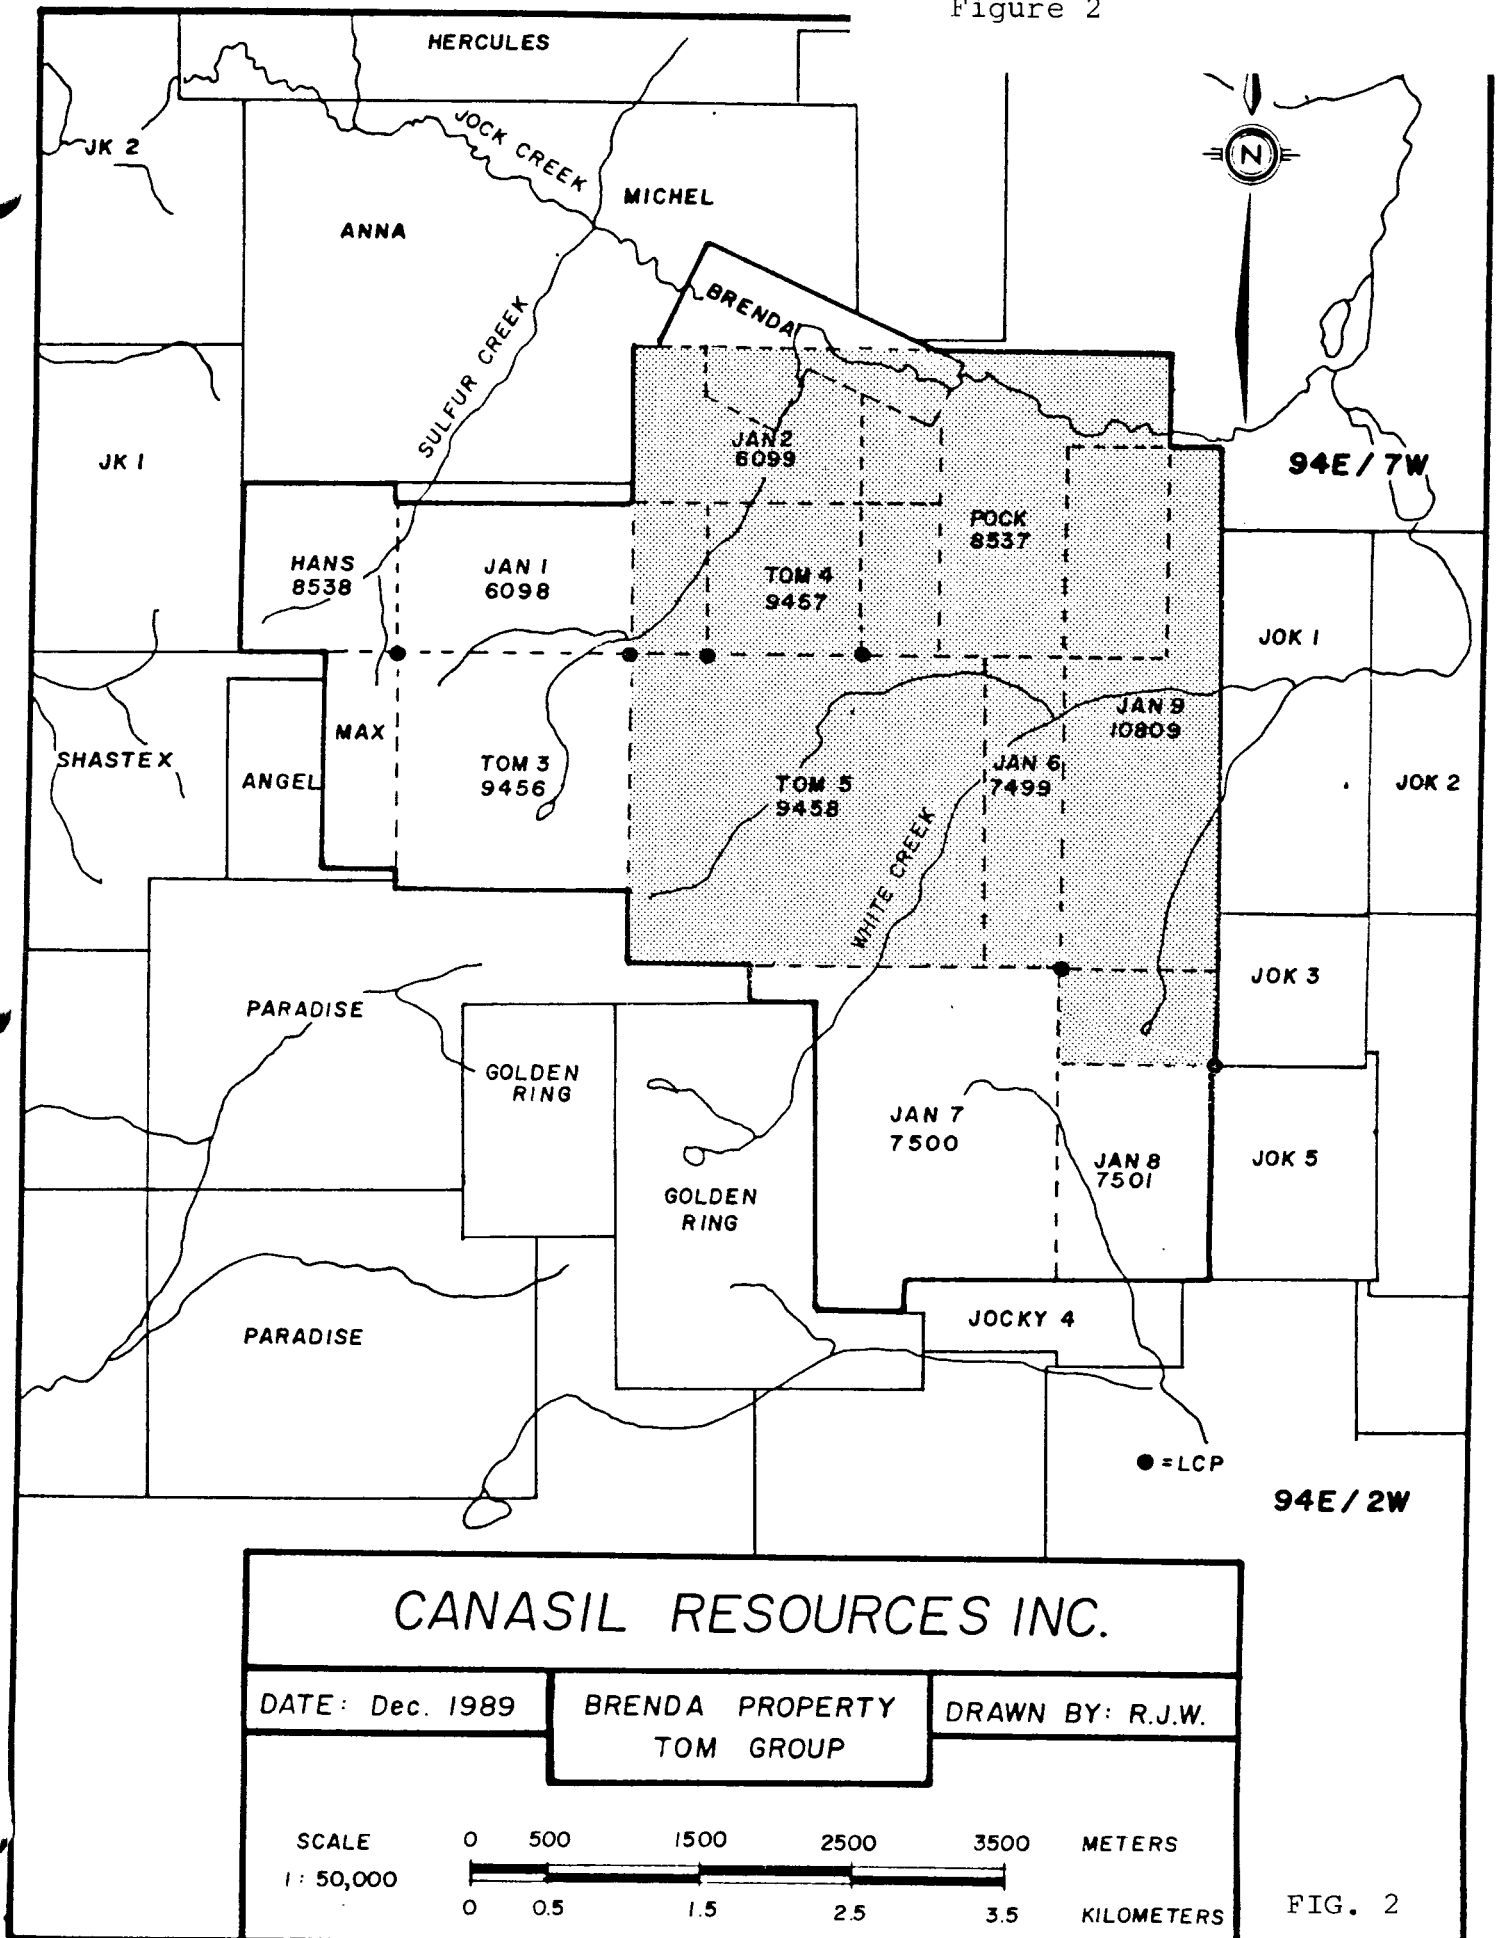 Figure 2
HERCULES
JK 2
JOCK CREEK
MICHEL
ANNA
N
BRENDA
SULFUR CREEK
JK 1
JAN 2
6099
94E / 7W
POCK
8537
HANS
8538
JAN 1
6098
TOM 4
9457
JOK 1
MAX
JAN 9
10809
SHASTEX
ANGEL
TOM 3
9456
TOM 5
9458
JAN 6
7499
JOK 2
WHITE CREEK
JOK 3
PARADISE
GOLDEN
RING
JAN 7
7500
JAN 8
7501
JOK 5
GOLDEN
RING
JOCKY 4
PARADISE
= LCP
94E / 2W
CANASIL RESOURCES INC.
DATE: Dec. 1989
BRENDA PROPERTY
TOM GROUP
DRAWN BY: R.J.W.
SCALE
1 : 50,000
0 500 1500 2500 3500 METERS
0 0.5 1.5 2.5 3.5 KILOMETERS
FIG. 2